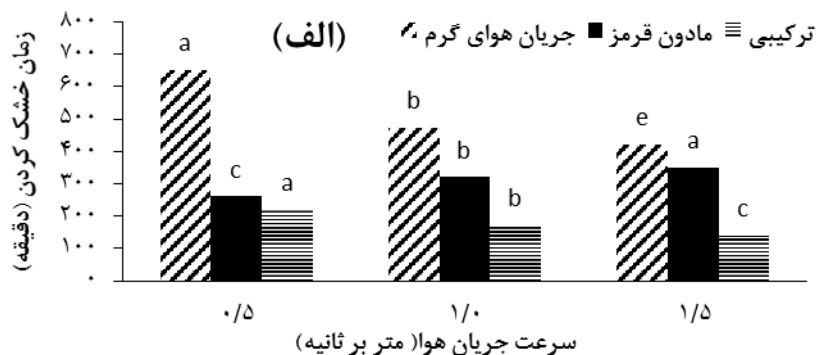 (الف)
جریان هوای گرم مادون قرمز ترکیبی
زمان خشک کردن (دقیقه)
۸۰۰
۷۰۰
۶۰۰
۵۰۰
۴۰۰
۳۰۰
۲۰۰
۱۰۰
۰
a c a
b b b
e a c
۰/۵ ۱/۰ ۱/۵
سرعت جریان هوا( متر بر ثانیه)